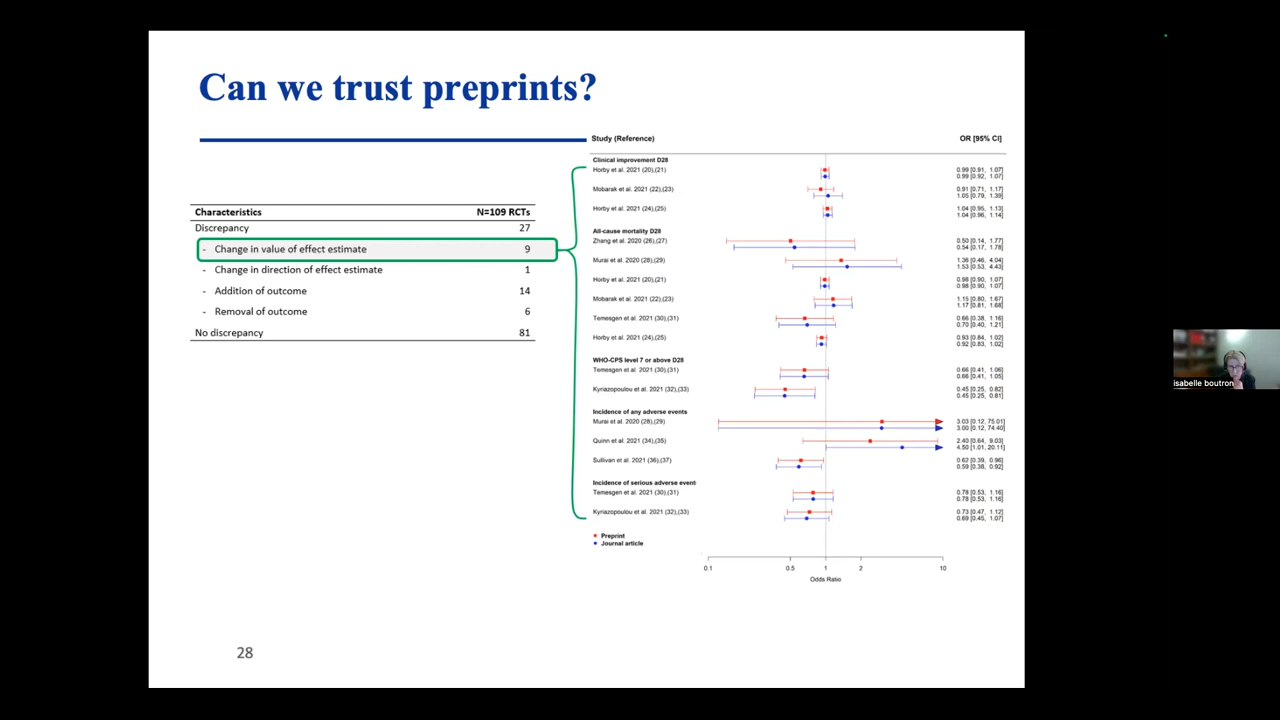 Can we trust preprints?
Characteristics N=109 RCTs
Discrepancy 27
- Change in value of effect estimate 9
- Change in direction of effect estimate 1
- Addition of outcome 14
- Removal of outcome 6
No discrepancy 81
Study (Reference) OR [95% CI]
Clinical improvement D28
Horby et al. 2021 (20),(21) 0.99 [0.91, 1.07]
0.99 [0.92, 1.07]
Mobarak et al. 2021 (22),(23) 0.91 [0.71, 1.17]
1.05 [0.79, 1.39]
Horby et al. 2021 (24),(25) 1.04 [0.95, 1.13]
1.04 [0.96, 1.14]
All-cause mortality D28
Zhang et al. 2020 (26),(27) 0.50 [0.14, 1.77]
0.54 [0.17, 1.78]
Murai et al. 2020 (28),(29) 1.36 [0.46, 4.04]
1.53 [0.53, 4.43]
Horby et al. 2021 (20),(21) 0.98 [0.90, 1.07]
0.98 [0.90, 1.07]
Mobarak et al. 2021 (22),(23) 1.15 [0.80, 1.67]
1.17 [0.81, 1.68]
Temesgen et al. 2021 (30),(31) 0.66 [0.38, 1.16]
0.70 [0.40, 1.21]
Horby et al. 2021 (24),(25) 0.93 [0.84, 1.02]
0.92 [0.83, 1.02]
WHO-CPS level 7 or above D28
Temesgen et al. 2021 (30),(31) 0.66 [0.41, 1.06]
0.66 [0.41, 1.05]
Kyriazopoulou et al. 2021 (32),(33) 0.45 [0.25, 0.82]
0.45 [0.25, 0.81]
Incidence of any adverse events
Murai et al. 2020 (28),(29) 3.03 [0.12, 75.01]
3.00 [0.12, 74.40]
Quinn et al. 2021 (34),(35) 2.40 [0.64, 9.03]
4.50 [1.01, 20.11]
Sullivan et al. 2021 (36),(37) 0.62 [0.39, 0.96]
0.59 [0.38, 0.92]
Incidence of serious adverse event
Temesgen et al. 2021 (30),(31) 0.78 [0.53, 1.16]
0.78 [0.53, 1.16]
Kyriazopoulou et al. 2021 (32),(33) 0.73 [0.47, 1.12]
0.69 [0.45, 1.07]
Preprint
Journal article
0.1 0.5 1 2 10
Odds Ratio
28
isabelle boutron